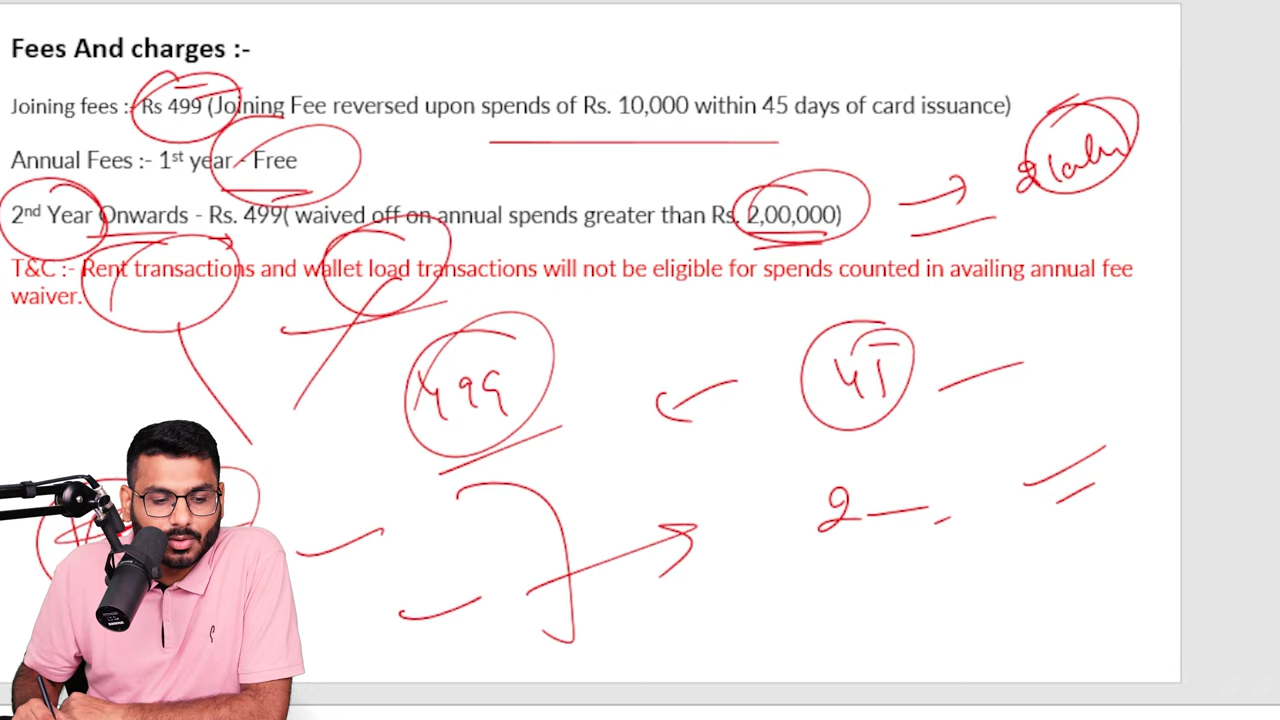 Fees And charges :-
Joining fees :- Rs 499 (Joining Fee reversed upon spends of Rs. 10,000 within 45 days of card issuance)
Annual Fees :- 1st year - Free
2nd Year Onwards - Rs. 499( waived off on annual spends greater than Rs. 2,00,000)
2 lakh
T&C :- Rent transactions and wallet load transactions will not be eligible for spends counted in availing annual fee
waiver.
499
45
2